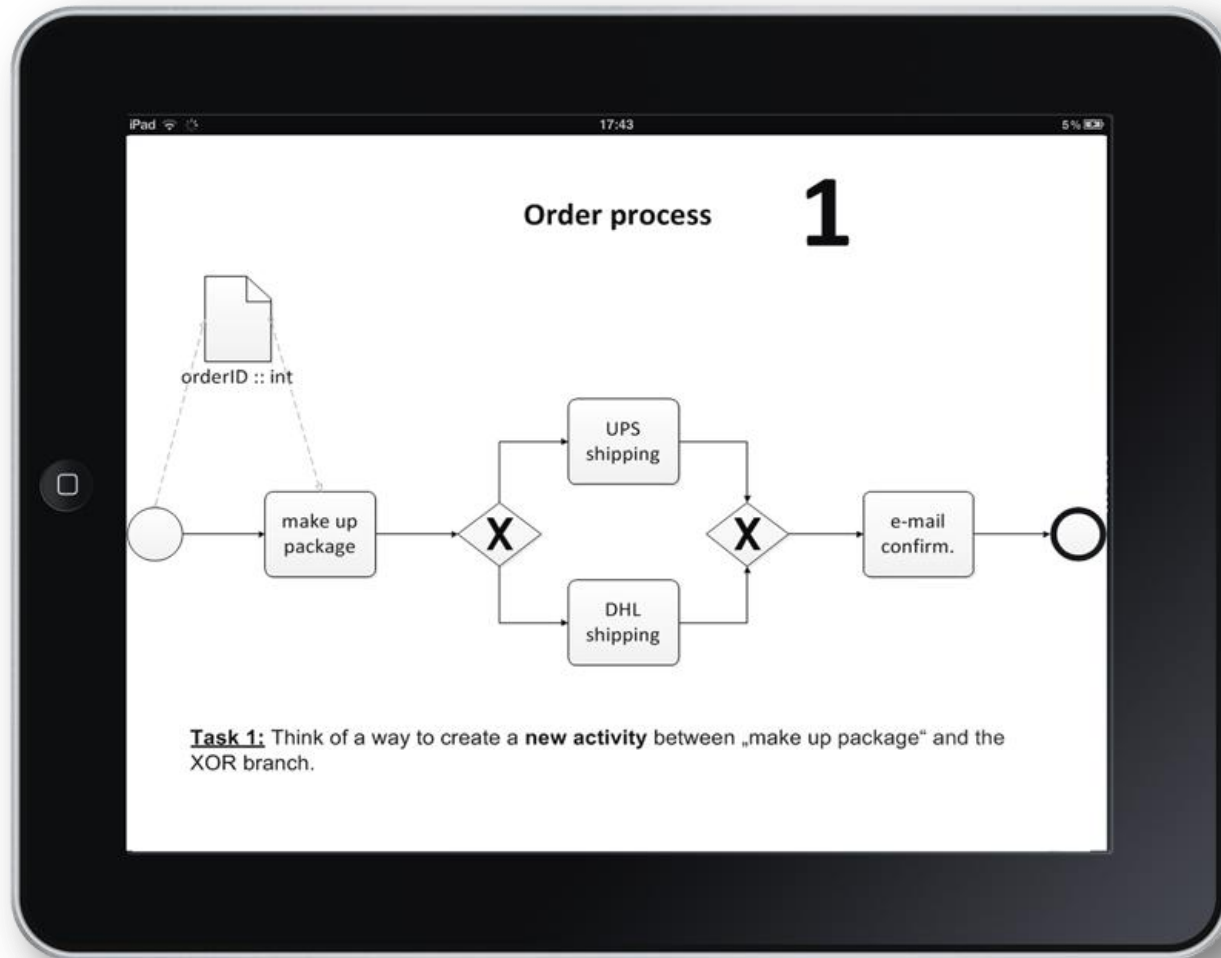 iPad 17:43 5%
Order process 1
orderID :: int
UPS
shipping
make up
package
X
X
e-mail
confirm.
DHL
shipping
Task 1: Think of a way to create a new activity between „make up package“ and the
XOR branch.